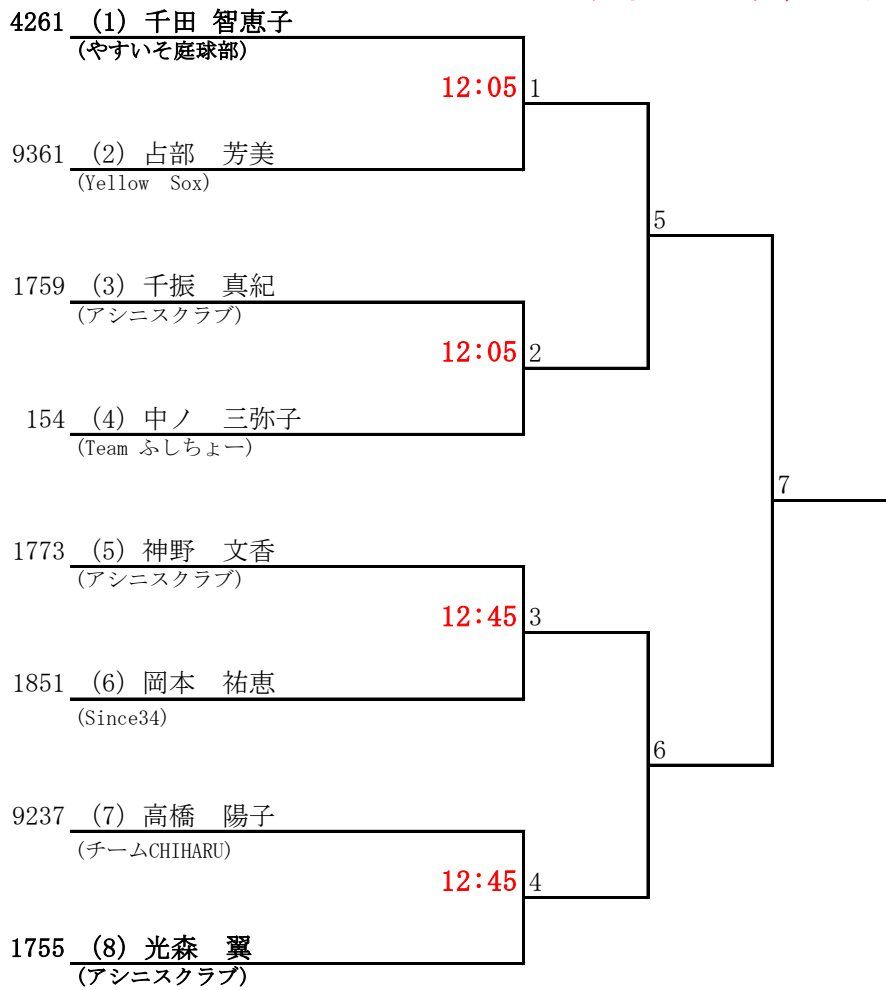 4261 (1) 千田 智恵子
(やすいそ庭球部)
12:05 1
9361 (2) 占部 芳美
(Yellow Sox)
5
1759 (3) 千振 真紀
(アシニスクラブ)
12:05 2
154 (4) 中ノ 三弥子
(Team ふしちょー)
7
1773 (5) 神野 文香
(アシニスクラブ)
12:45 3
1851 (6) 岡本 祐恵
(Since34)
6
9237 (7) 高橋 陽子
(チームCHIHARU)
12:45 4
1755 (8) 光森 翼
(アシニスクラブ)